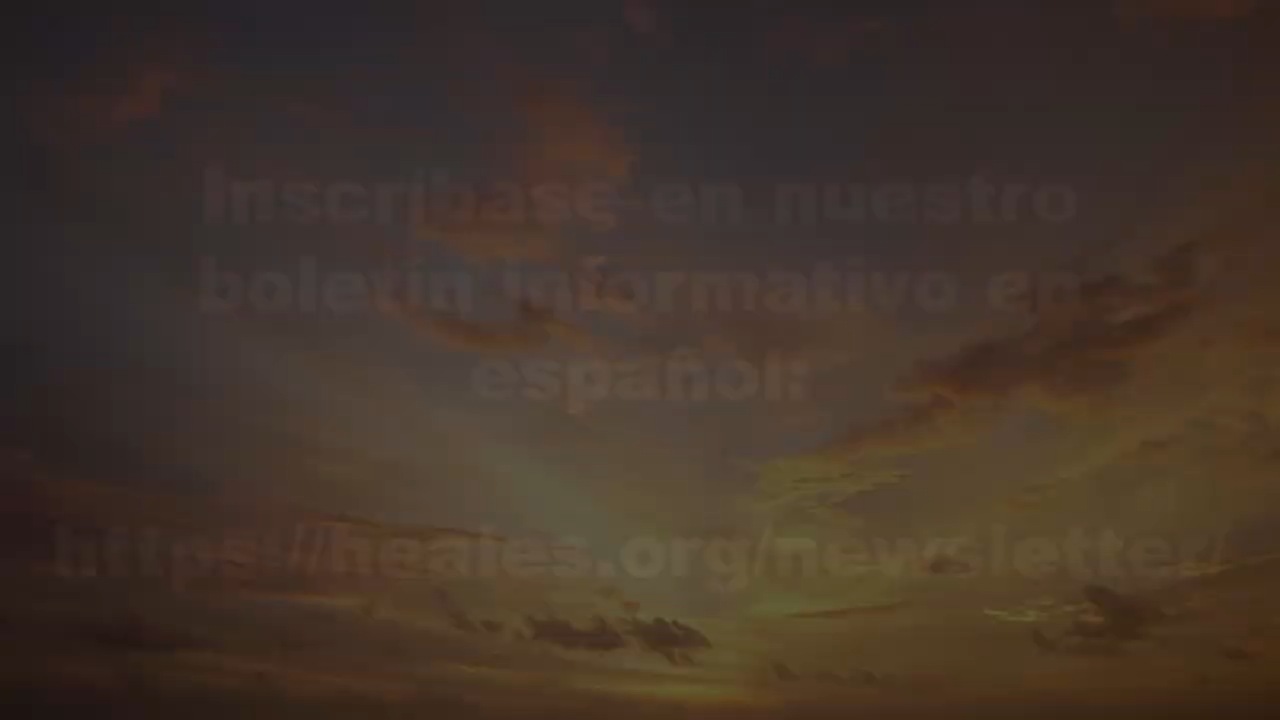 Inscríbase en nuestro
boletín informativo en
español:
https://heales.org/newsletter/